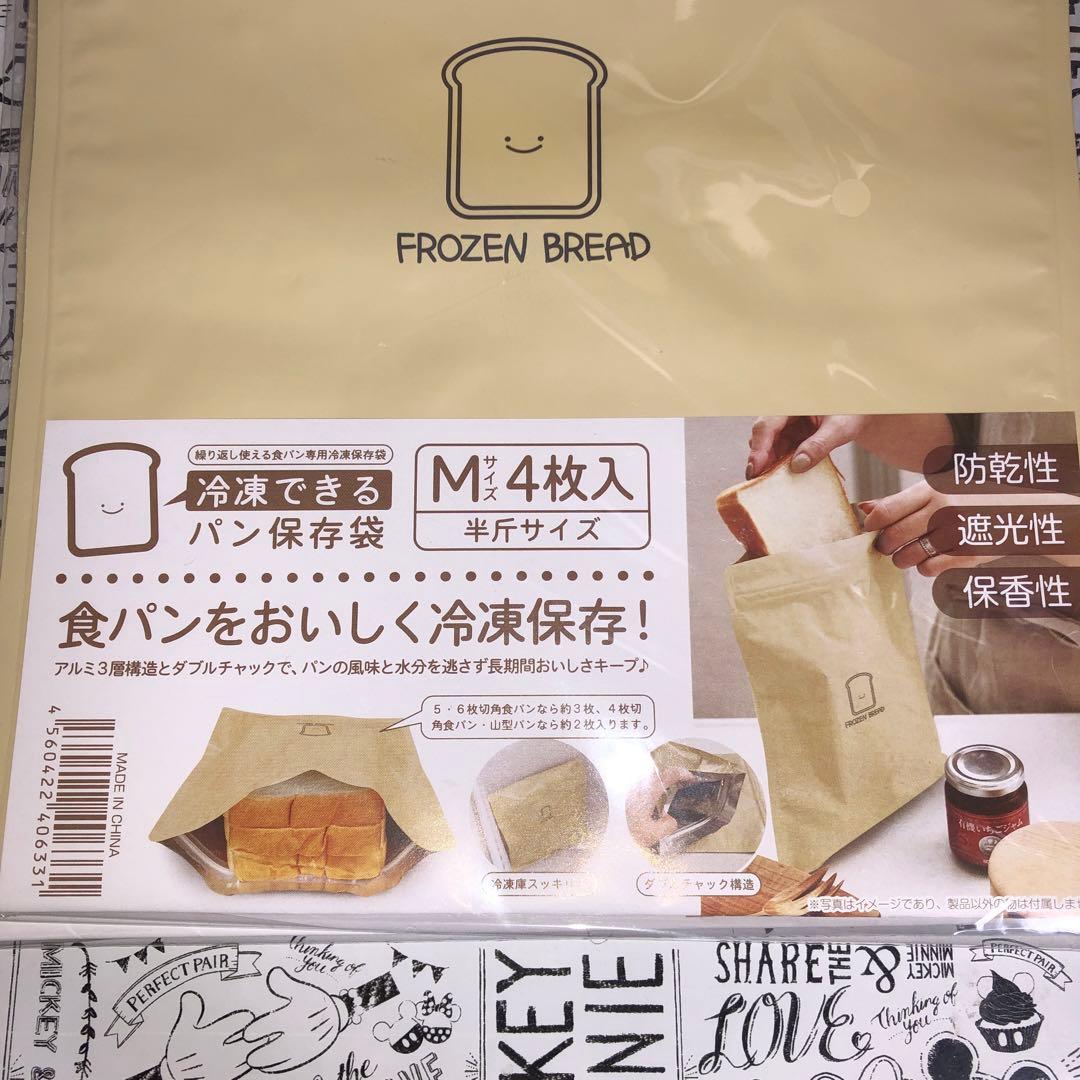 FROZEN BREAD
繰り返し使える食パン専用冷凍保存袋
冷凍できる
パン保存袋
Mサイズ4枚入
半斤サイズ
防乾性
遮光性
保香性
食パンをおいしく冷凍保存!
アルミ3層構造とダブルチャックで、パンの風味と水分を逃さず長期間おいしさキープ♪
5・6枚切角食パンなら約3枚、4枚切
角食パン・山型パンなら約2枚入ります。
FROZEN BREAD
有機いちごジャム
4560422406331
MADE IN CHINA
冷凍庫スッキリ
ダブルチャック構造
※写真はイメージであり、製品以外の物は付属しませ
MICKEY &
PERFECT PAIR
Thinking of you
the
KEY
NIE
SHARE THE
LOVE
&
MICKEY
MINNIE
Thinking of you
PERFECT PAIR